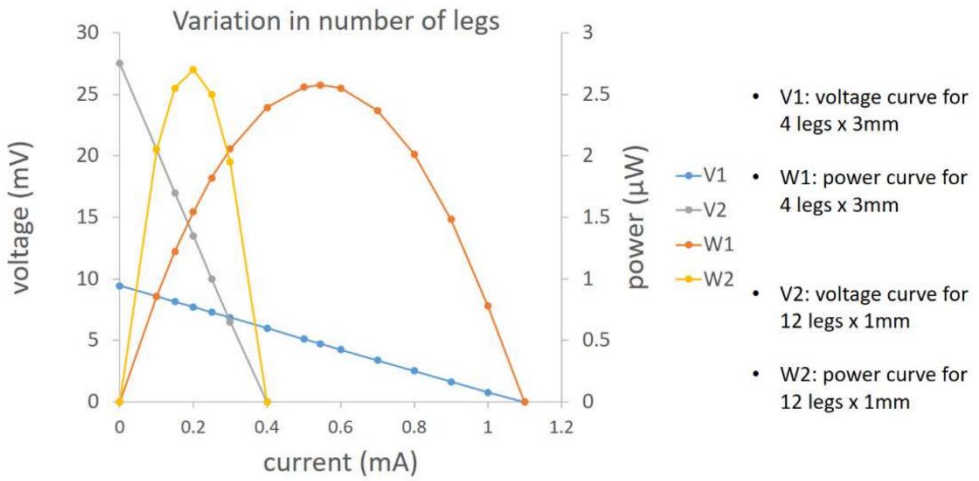 Variation in number of legs
30
25
20
15
10
5
0
voltage (mV)
3
2.5
2
1.5
1
0.5
0
power (µW)
0 0.2 0.4 0.6 0.8 1 1.2
current (mA)
V1
V2
W1
W2
• V1: voltage curve for
4 legs x 3mm
• W1: power curve for
4 legs x 3mm
• V2: voltage curve for
12 legs x 1mm
• W2: power curve for
12 legs x 1mm